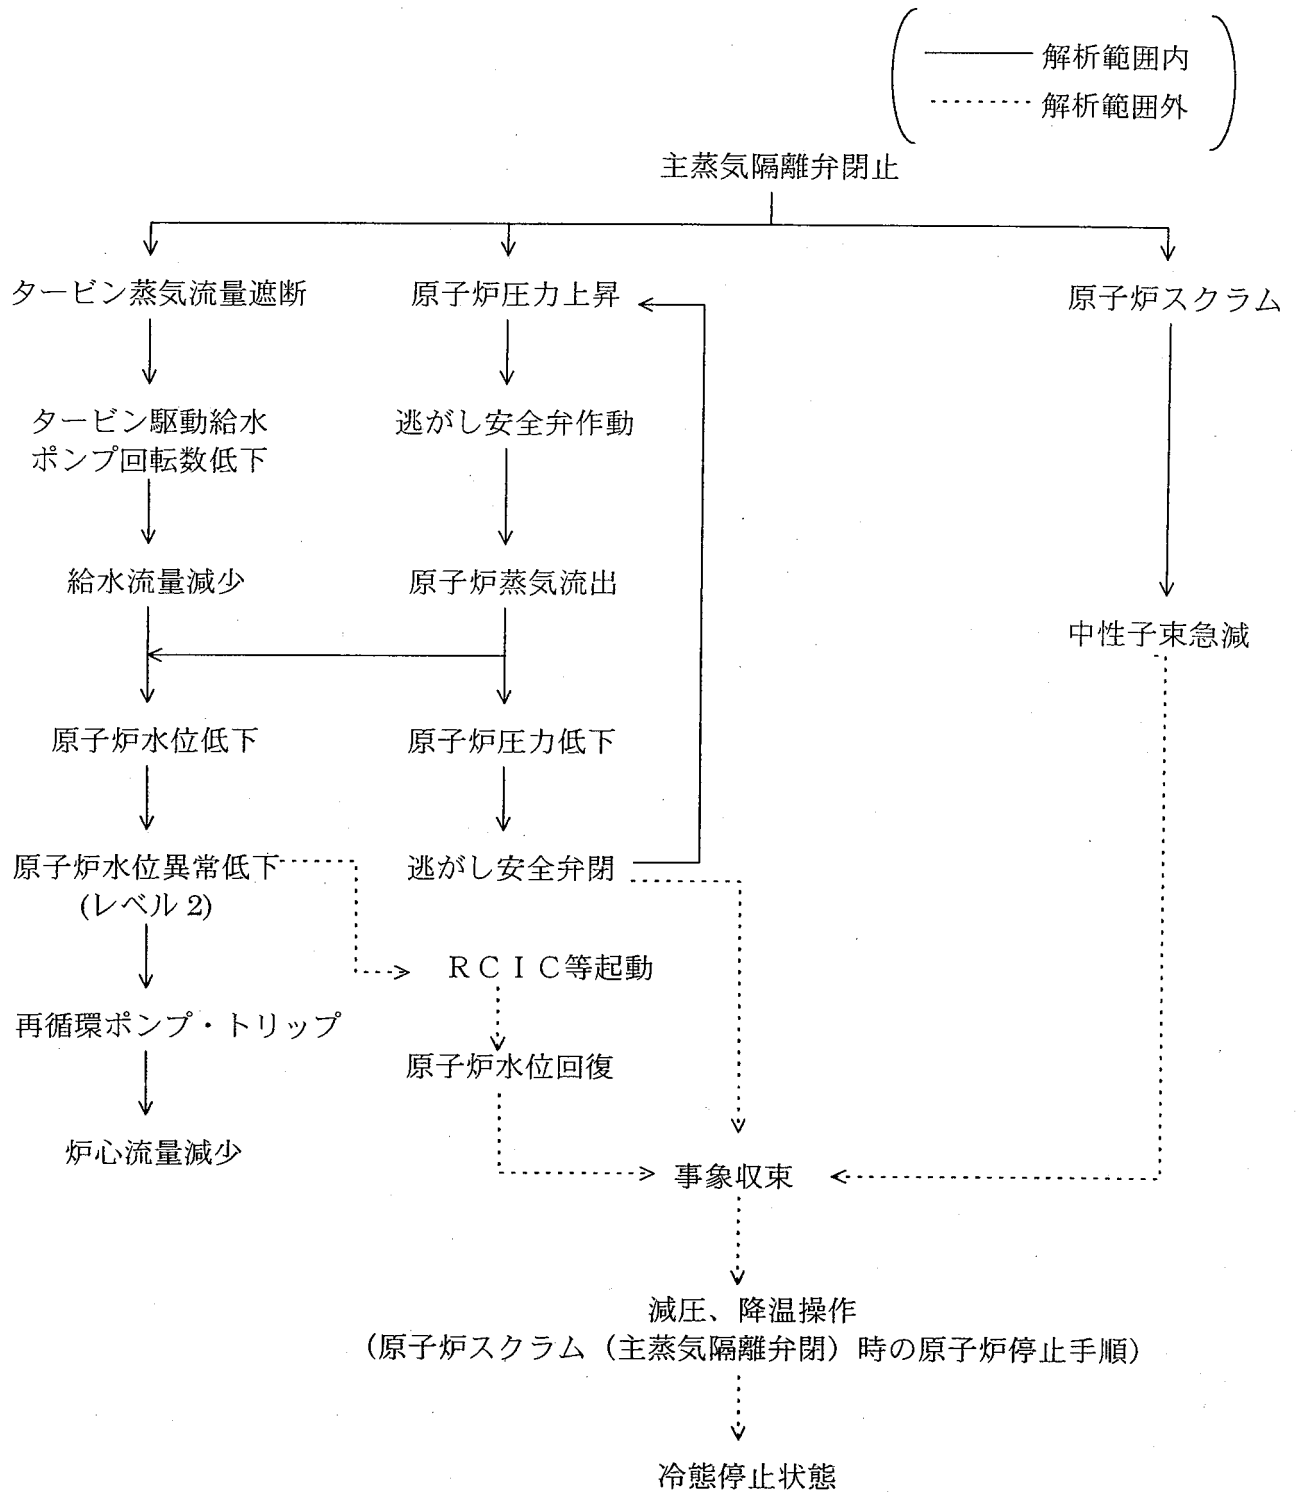 解析範囲内
解析範囲外
主蒸気隔離弁閉止
タービン蒸気流量遮断
原子炉圧力上昇
原子炉スクラム
タービン駆動給水
ポンプ回転数低下
逃がし安全弁作動
給水流量減少
原子炉蒸気流出
中性子束急減
原子炉水位低下
原子炉圧力低下
原子炉水位異常低下
(レベル 2)
逃がし安全弁閉
ＲＣＩＣ等起動
再循環ポンプ・トリップ
原子炉水位回復
炉心流量減少
事象収束
減圧、降温操作
（原子炉スクラム（主蒸気隔離弁閉）時の原子炉停止手順）
冷態停止状態